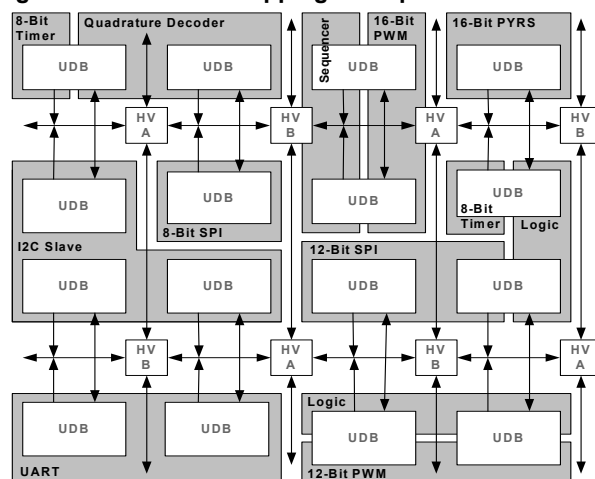 8-Bit
Timer
Quadrature Decoder
Sequencer
16-Bit
PWM
16-Bit PYRS
UDB
UDB
UDB
UDB
HV
A
HV
B
HV
A
HV
B
UDB
UDB
UDB
UDB
I2C Slave
8-Bit SPI
8-Bit
Timer
Logic
12-Bit SPI
UDB
UDB
UDB
UDB
HV
B
HV
A
HV
B
HV
A
Logic
UDB
UDB
UDB
UDB
UART
12-Bit PWM